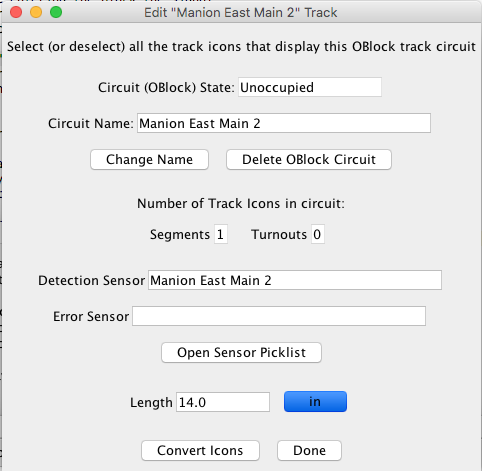 Edit "Manion East Main 2" Track
Select (or deselect) all the track icons that display this OBlock track circuit
Circuit (OBlock) State: Unoccupied
Circuit Name: Manion East Main 2
Change Name Delete OBlock Circuit
Number of Track Icons in circuit:
Segments 1 Turnouts 0
Detection Sensor Manion East Main 2
Error Sensor
Open Sensor Picklist
Length 14.0 in
Convert Icons Done